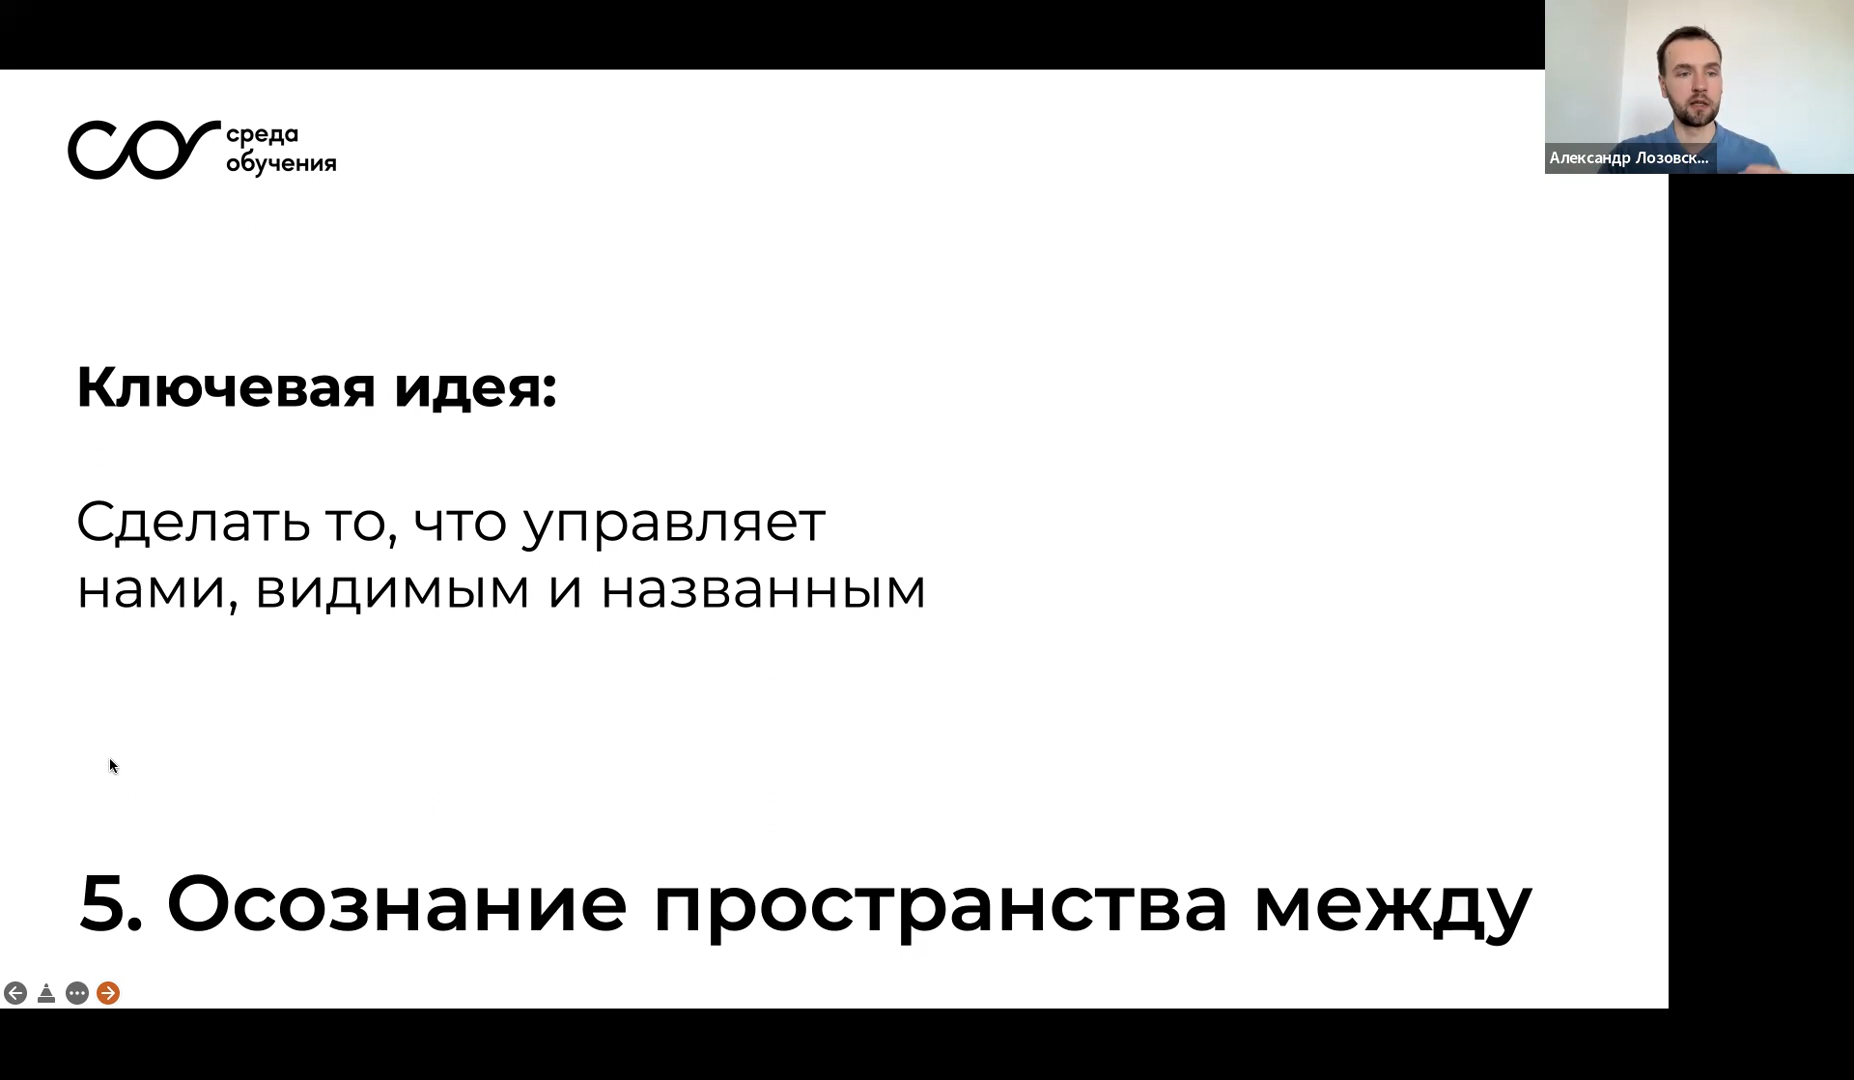 среда
обучения
Александр Лозовск...
Ключевая идея:
Сделать то, что управляет
нами, видимым и названным
5. Осознание пространства между